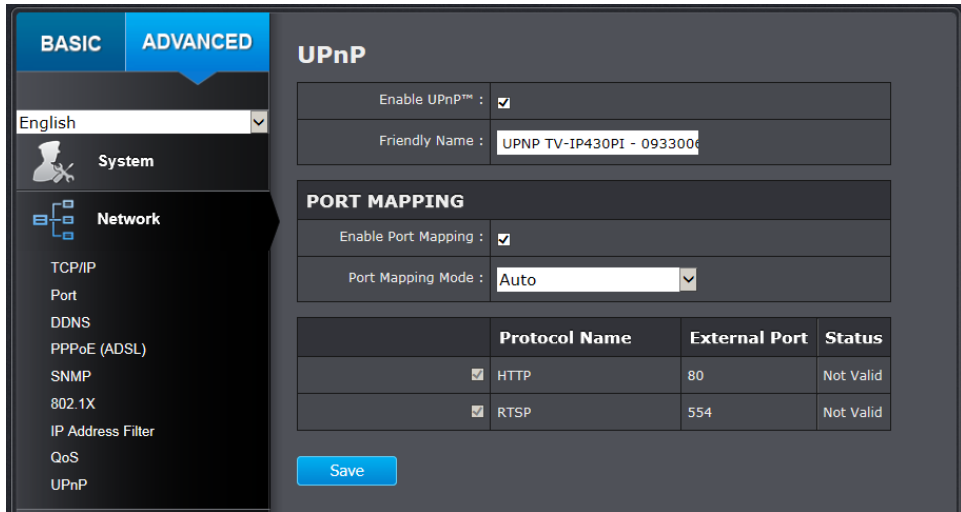 BASIC ADVANCED
English
System
Network
TCP/IP
Port
DDNS
PPPoE (ADSL)
SNMP
802.1X
IP Address Filter
QoS
UPnP
UPnP
Enable UPnP™ :
Friendly Name : UPNP TV-IP430PI - 0933006
PORT MAPPING
Enable Port Mapping :
Port Mapping Mode : Auto
Protocol Name External Port Status
HTTP 80 Not Valid
RTSP 554 Not Valid
Save